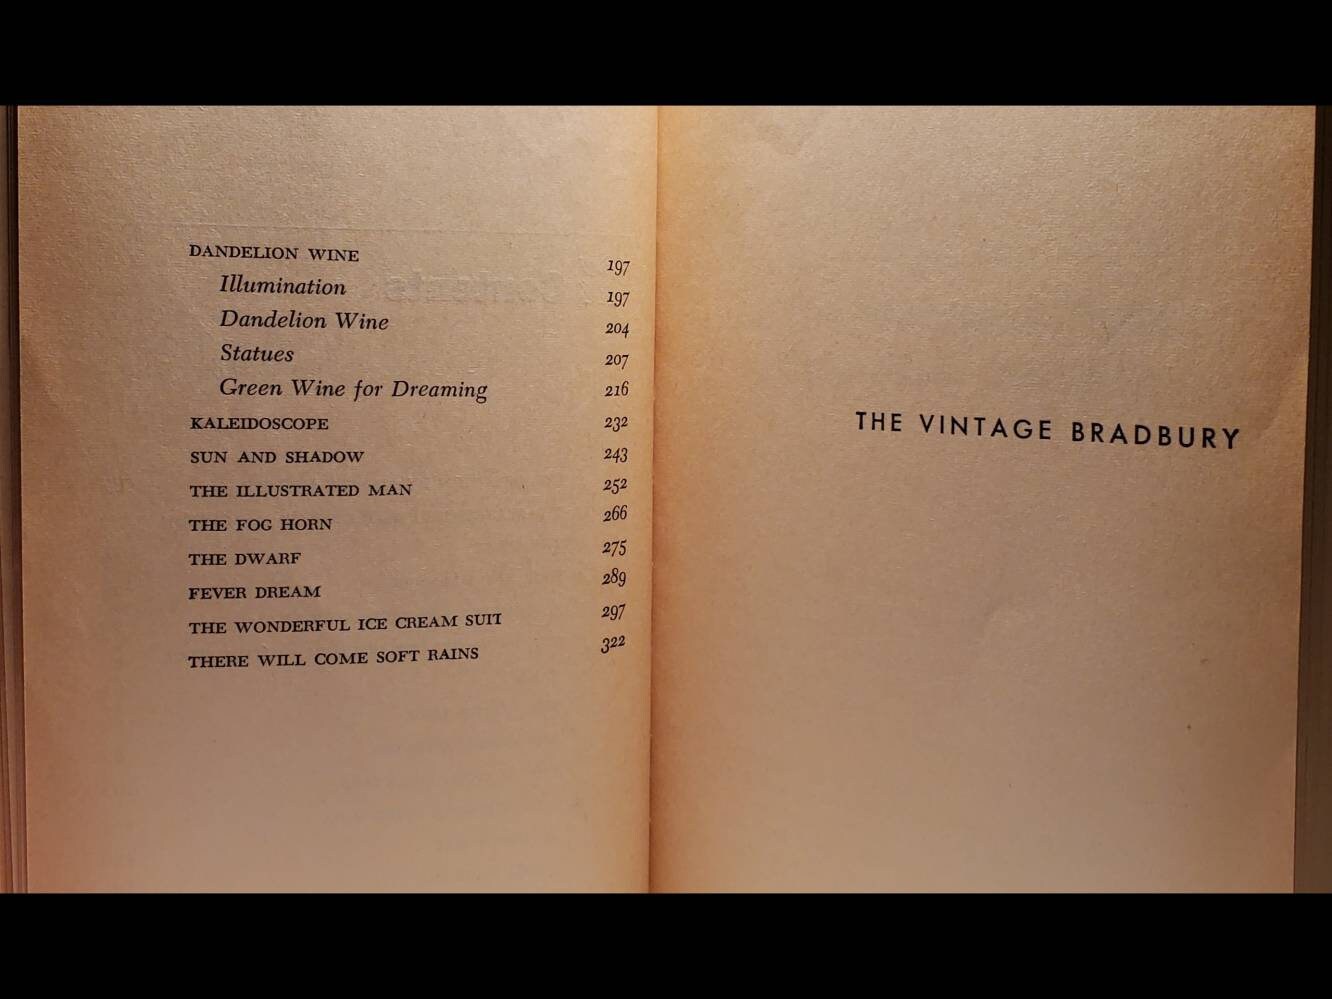 DANDELION WINE 197
Illumination 197
Dandelion Wine 204
Statues 207
Green Wine for Dreaming 216
KALEIDOSCOPE 232
SUN AND SHADOW 243
THE ILLUSTRATED MAN 252
THE FOG HORN 266
THE DWARF 275
FEVER DREAM 289
THE WONDERFUL ICE CREAM SUIT 297
THERE WILL COME SOFT RAINS 322
THE VINTAGE BRADBURY